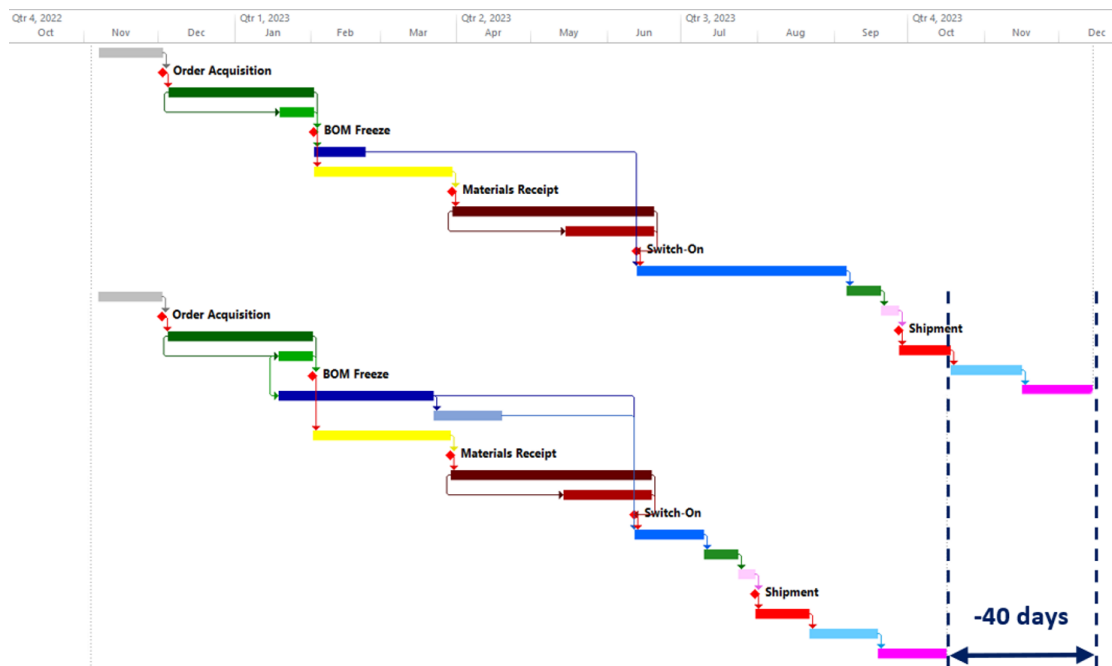 Qtr 4, 2022 Qtr 1, 2023 Qtr 2, 2023 Qtr 3, 2023 Qtr 4, 2023
Oct Nov Dec Jan Feb Mar Apr May Jun Jul Aug Sep Oct Nov Dec
Order Acquisition
BOM Freeze
Materials Receipt
Switch-On
Order Acquisition
Shipment
BOM Freeze
Materials Receipt
Switch-On
Shipment
-40 days